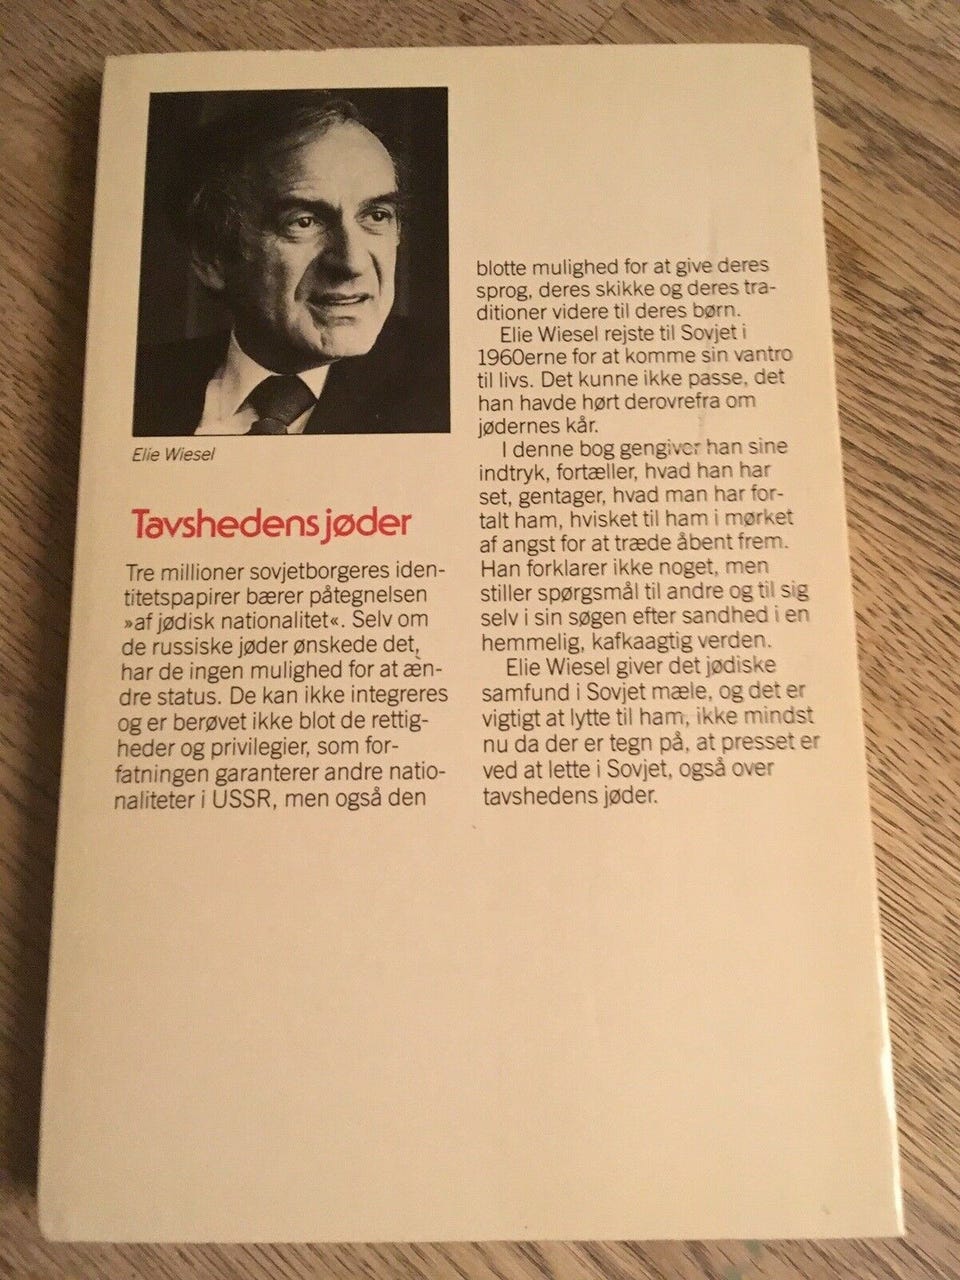 Elie Wiesel
Tavshedens jøder
Tre millioner sovjetborgeres iden-
titetspapirer bærer påtegnelsen
»af jødisk nationalitet«. Selv om
de russiske jøder ønskede det,
har de ingen mulighed for at æn-
dre status. De kan ikke integreres
og er berøvet ikke blot de rettig-
heder og privilegier, som for-
fatningen garanterer andre natio-
naliteter i USSR, men også den
blotte mulighed for at give deres
sprog, deres skikke og deres tra-
ditioner videre til deres børn.
Elie Wiesel rejste til Sovjet i
1960erne for at komme sin vantro
til livs. Det kunne ikke passe, det
han havde hørt derovrefra om
jødernes kår.
I denne bog gengiver han sine
indtryk, fortæller, hvad han har
set, gentager, hvad man har for-
talt ham, hvisket til ham i mørket
af angst for at træde åbent frem.
Han forklarer ikke noget, men
stiller spørgsmål til andre og til sig
selv i sin søgen efter sandhed i en
hemmelig, kafkaagtig verden.
Elie Wiesel giver det jødiske
samfund i Sovjet mæle, og det er
vigtigt at lytte til ham, ikke mindst
nu da der er tegn på, at presset er
ved at lette i Sovjet, også over
tavshedens jøder.